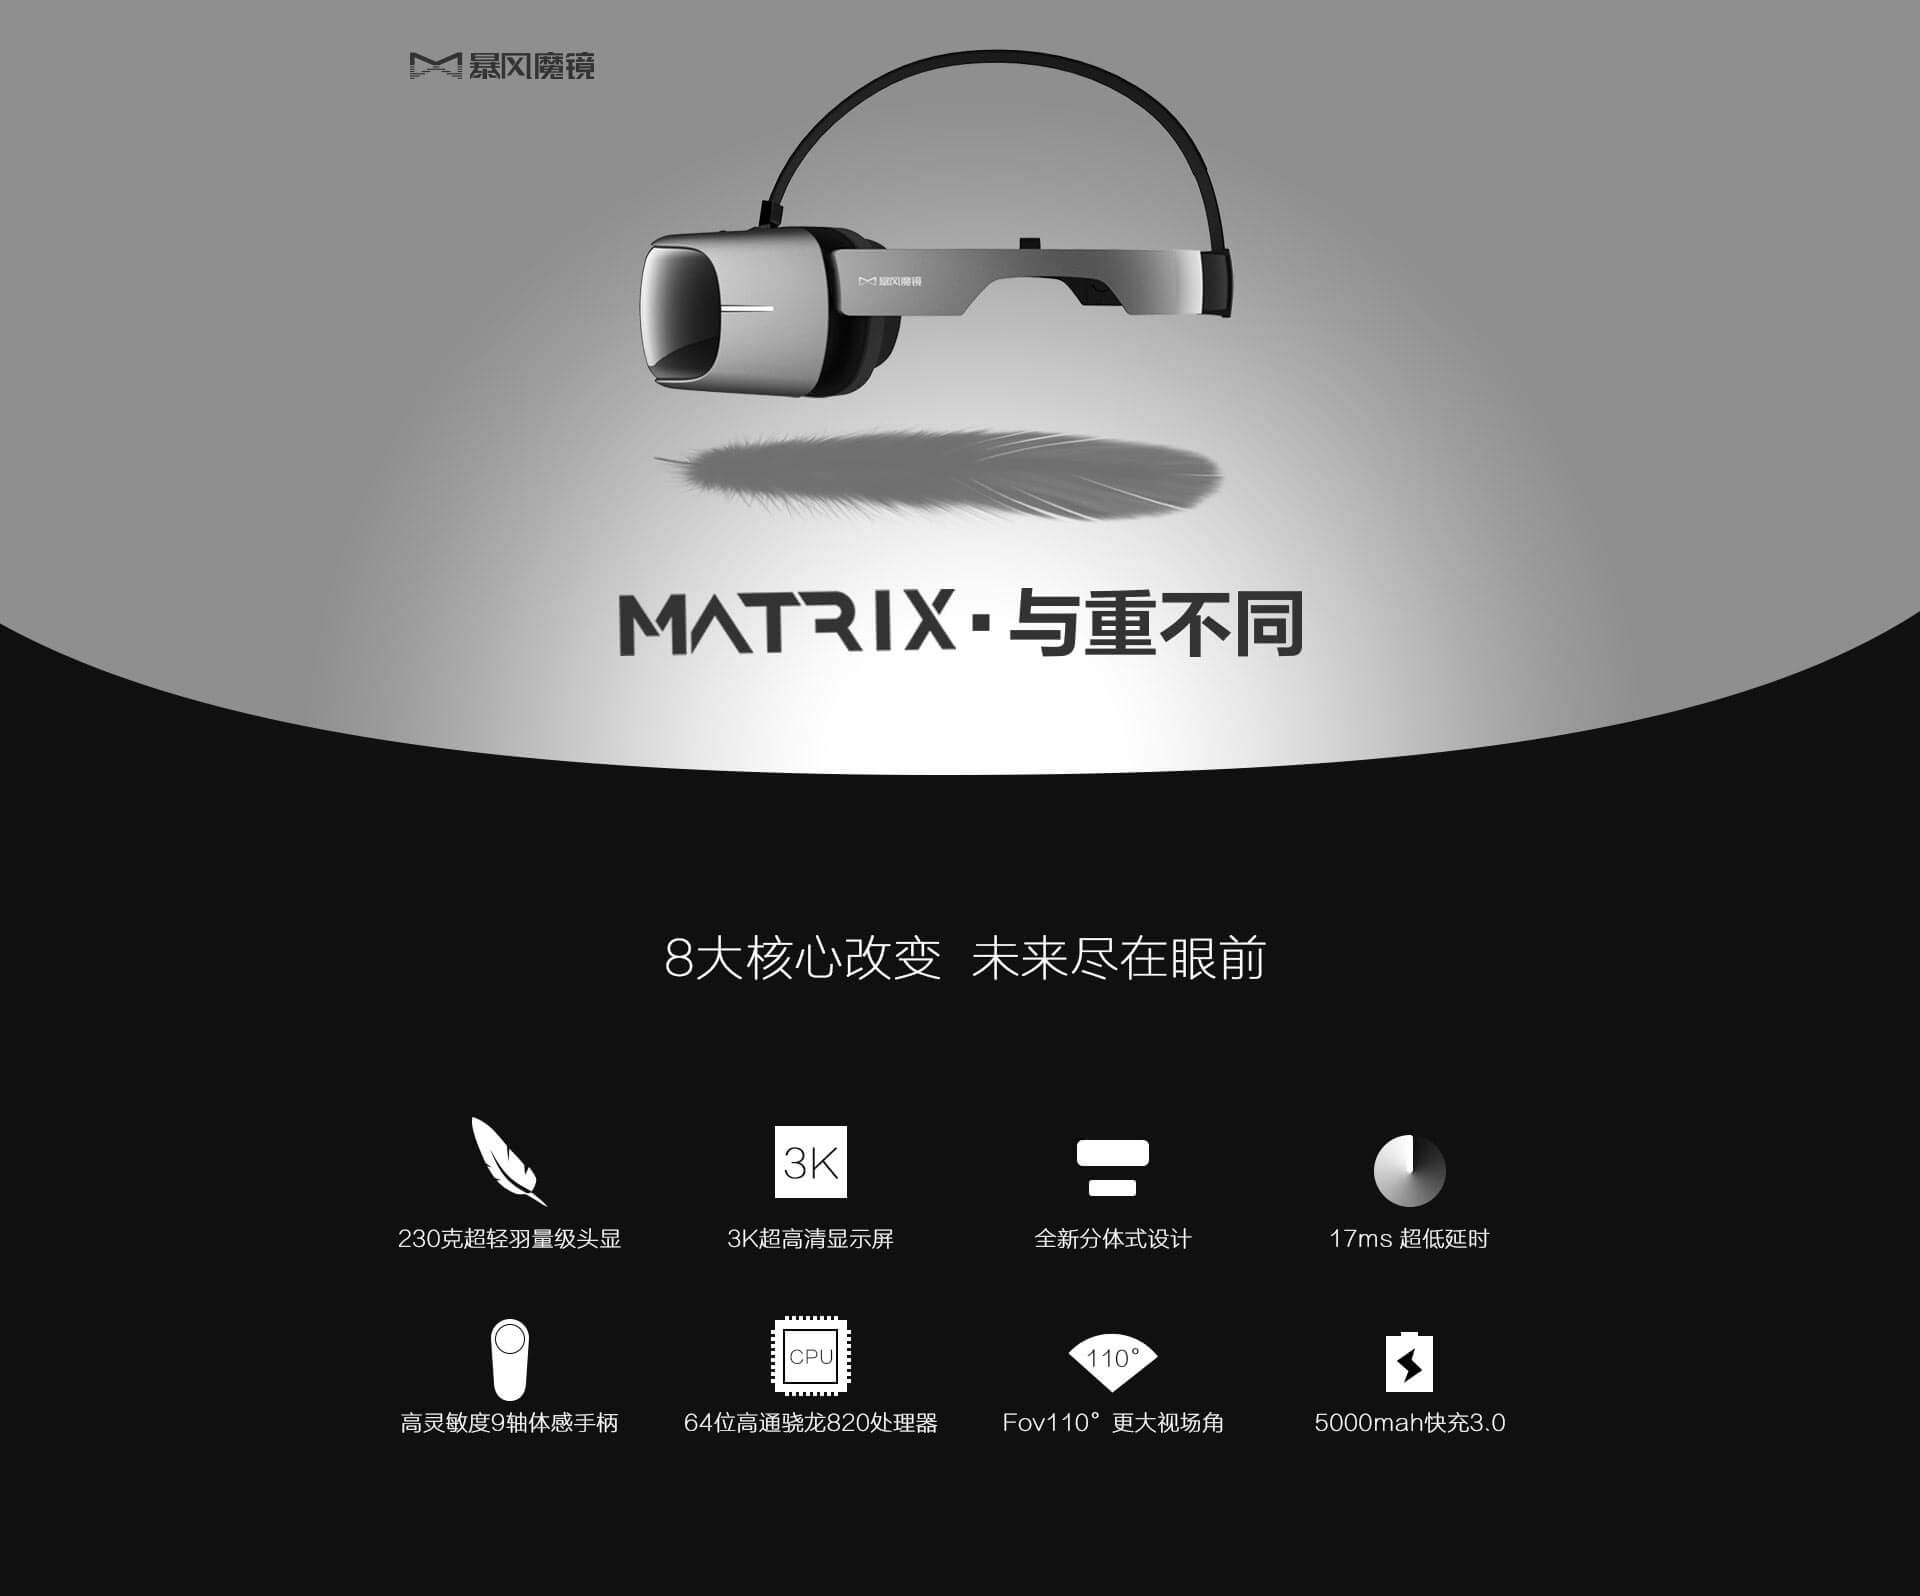 暴风魔镜
暴风魔镜
MATRIX·与重不同
8大核心改变 未来尽在眼前
3K
230克超轻羽量级头显
3K超高清显示屏
全新分体式设计
17ms 超低延时
CPU
110°
高灵敏度9轴体感手柄
64位高通骁龙820处理器
Fov110° 更大视场角
5000mah快充3.0